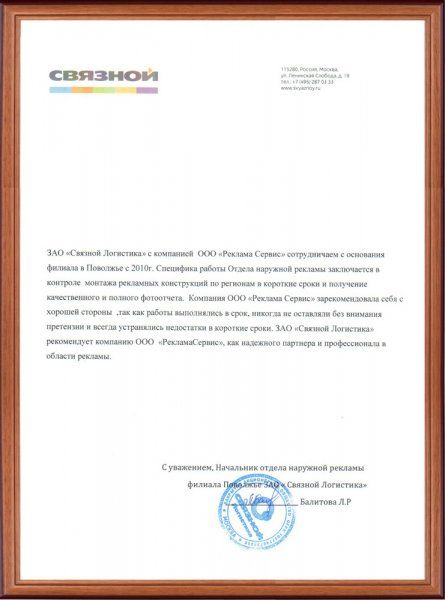 СВЯЗНОЙ
115280, Россия, Москва,
ул. Ленинская Слобода, д. 19
тел.: +7 (495) 287 03 33
www.svyaznoy.ru
ЗАО «Связной Логистика» с компанией ООО «Реклама Сервис» сотрудничаем с основания
филиала в Поволжье с 2010г. Специфика работы Отдела наружной рекламы заключается в
контроле монтажа рекламных конструкций по регионам в короткие сроки и получение
качественного и полного фотоотчета. Компания ООО «Реклама Сервис» зарекомендовала себя с
хорошей стороны ,так как работы выполнялись в срок, никогда не оставляли без внимания
претензии и всегда устранялись недостатки в короткие сроки. ЗАО «Связной Логистика»
рекомендует компанию ООО «РекламаСервис», как надежного партнера и профессионала в
области рекламы.
С уважением, Начальник отдела наружной рекламы
филиала Поволжье ЗАО « Связной Логистика»
Балитова Л.Р
СВЯЗНОЙ